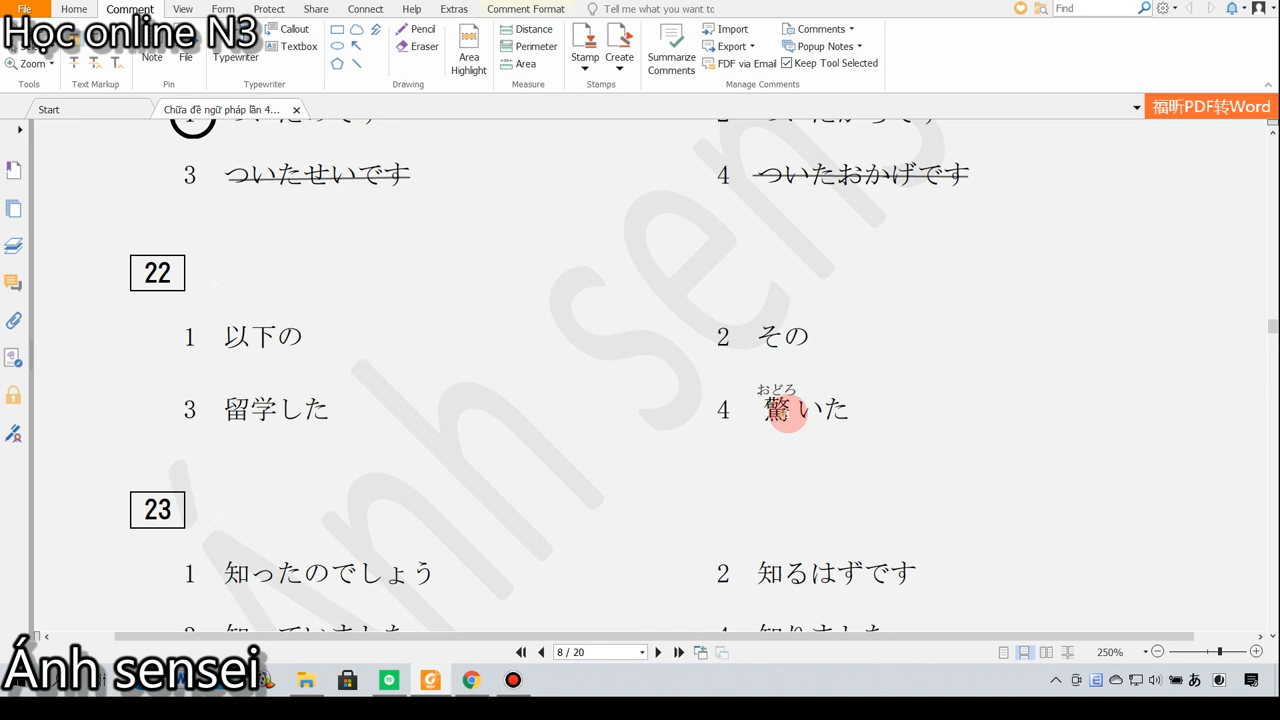 File Home Comment View Form Protect Share Connect Help Extras Comment Format Tell me what you want to Find
Học online N3
Callout Pencil Distance Import Comments
Textbox Eraser Perimeter Export Popup Notes
Zoom Note Typewriter Area Highlight Area Stamp Create Summarize Comments FDF via Email Keep Tool Selected
Tools Text Markup Pin Typewriter Drawing Measure Stamps Manage Comments
Start Chữa đề ngữ pháp lần 4... 福昕PDF转Word
3 ついたせいです 4 ついたおかげです
22
1 以下の 2 その
おどろ
3 留学した 4 驚いた
23
1 知ったのでしょう 2 知るはずです
Ánh sensei
8 / 20 250%
Ánh sensei